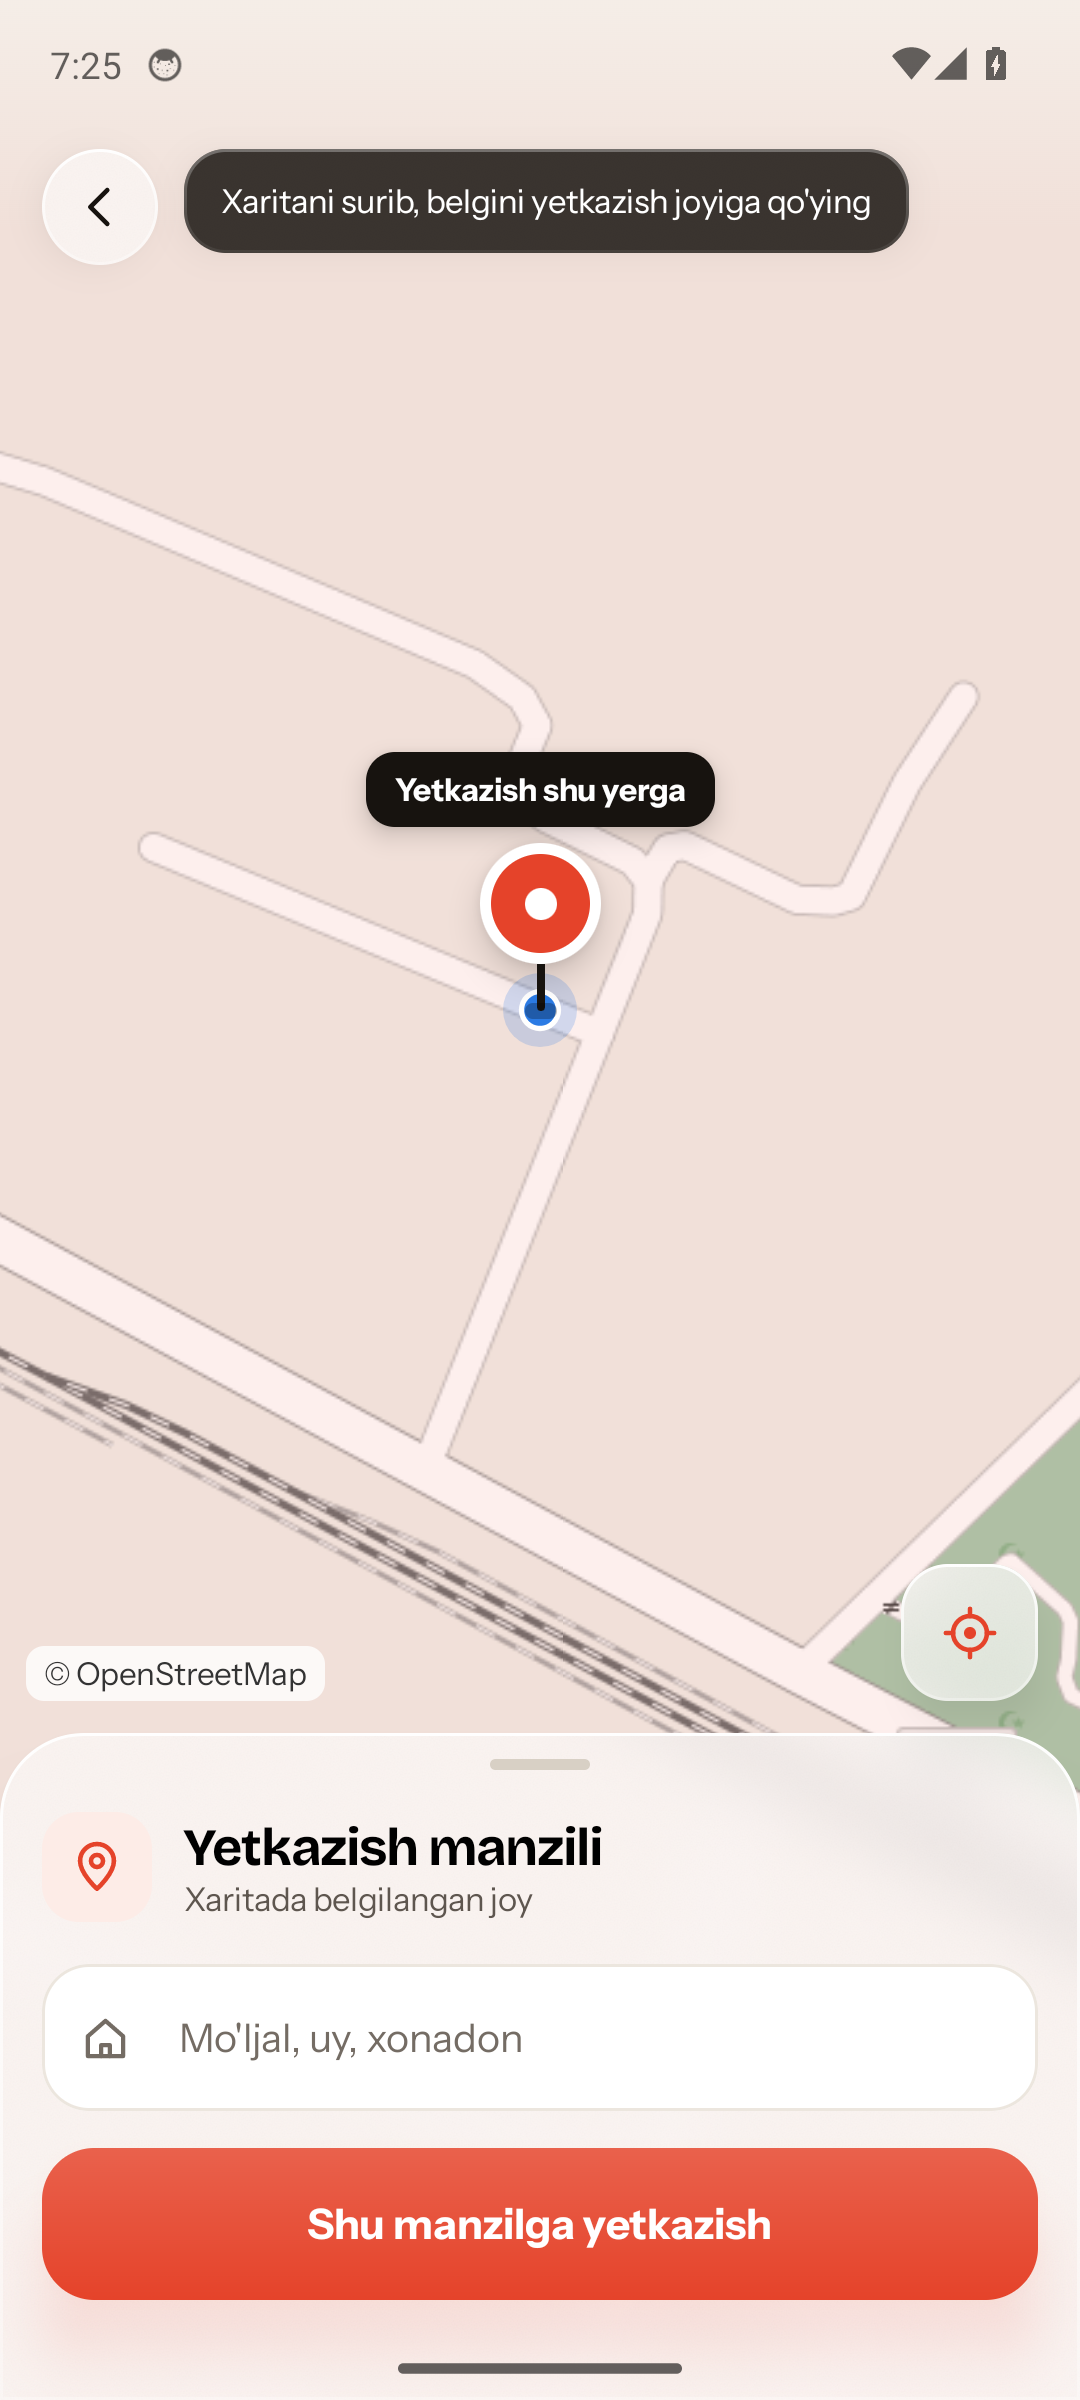 7:25
Xaritani surib, belgini yetkazish joyiga qo'ying
Yetkazish shu yerga
© OpenStreetMap
Yetkazish manzili
Xaritada belgilangan joy
Mo'ljal, uy, xonadon
Shu manzilga yetkazish